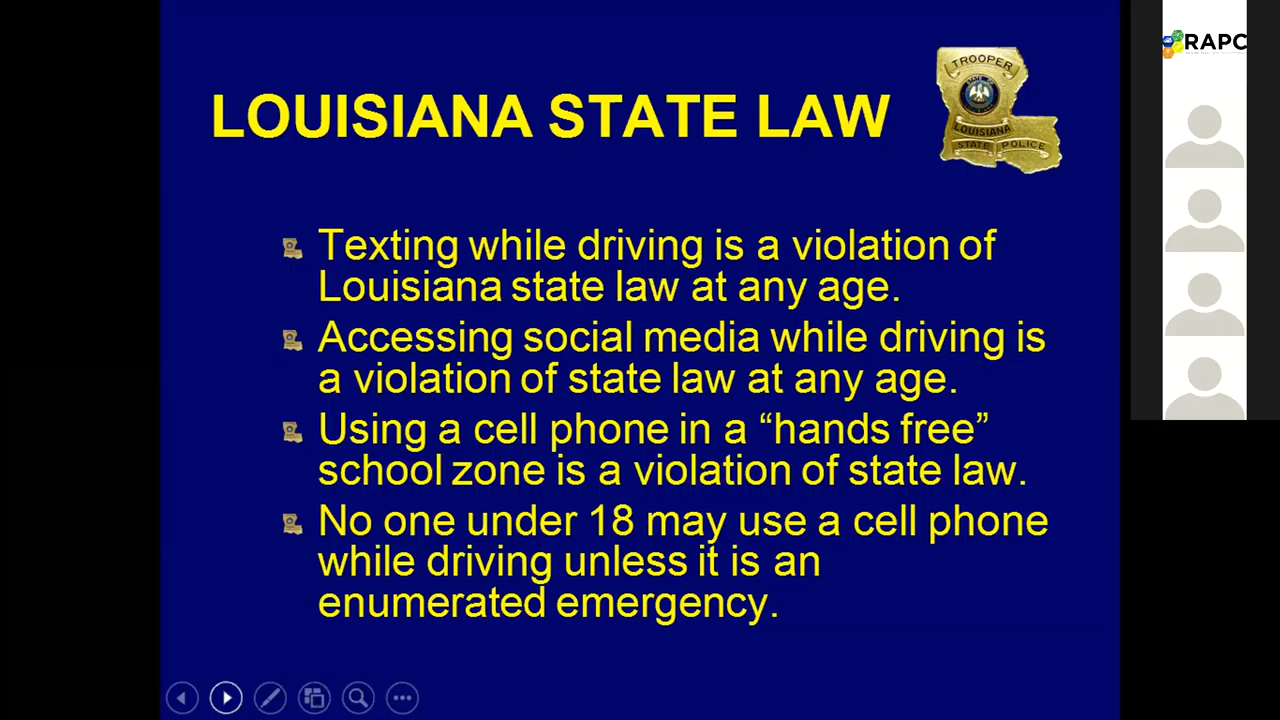 LOUISIANA STATE LAW
TROOPER
LOUISIANA
STATE POLICE
Texting while driving is a violation of
Louisiana state law at any age.
Accessing social media while driving is
a violation of state law at any age.
Using a cell phone in a “hands free”
school zone is a violation of state law.
No one under 18 may use a cell phone
while driving unless it is an
enumerated emergency.
RAPC